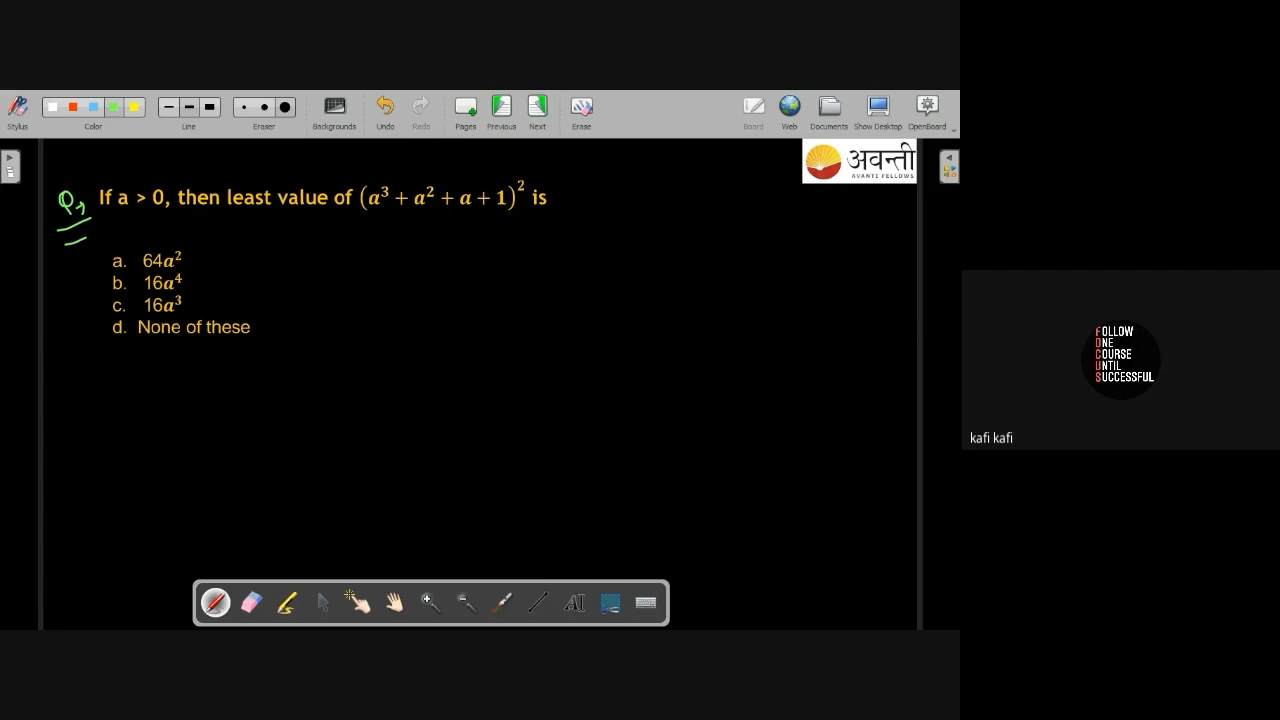 Stylus Color Line Eraser Backgrounds Undo Redo Pages Previous Next Erase Board Web Documents Show Desktop OpenBoard
अवन्ती
AVANTI FELLOWS
Q1 If a > 0, then least value of (a³ + a² + a + 1)² is
a. 64a²
b. 16a⁴
c. 16a³
d. None of these
FOLLOW
ONE
COURSE
UNTIL
SUCCESSFUL
kafi kafi
AI